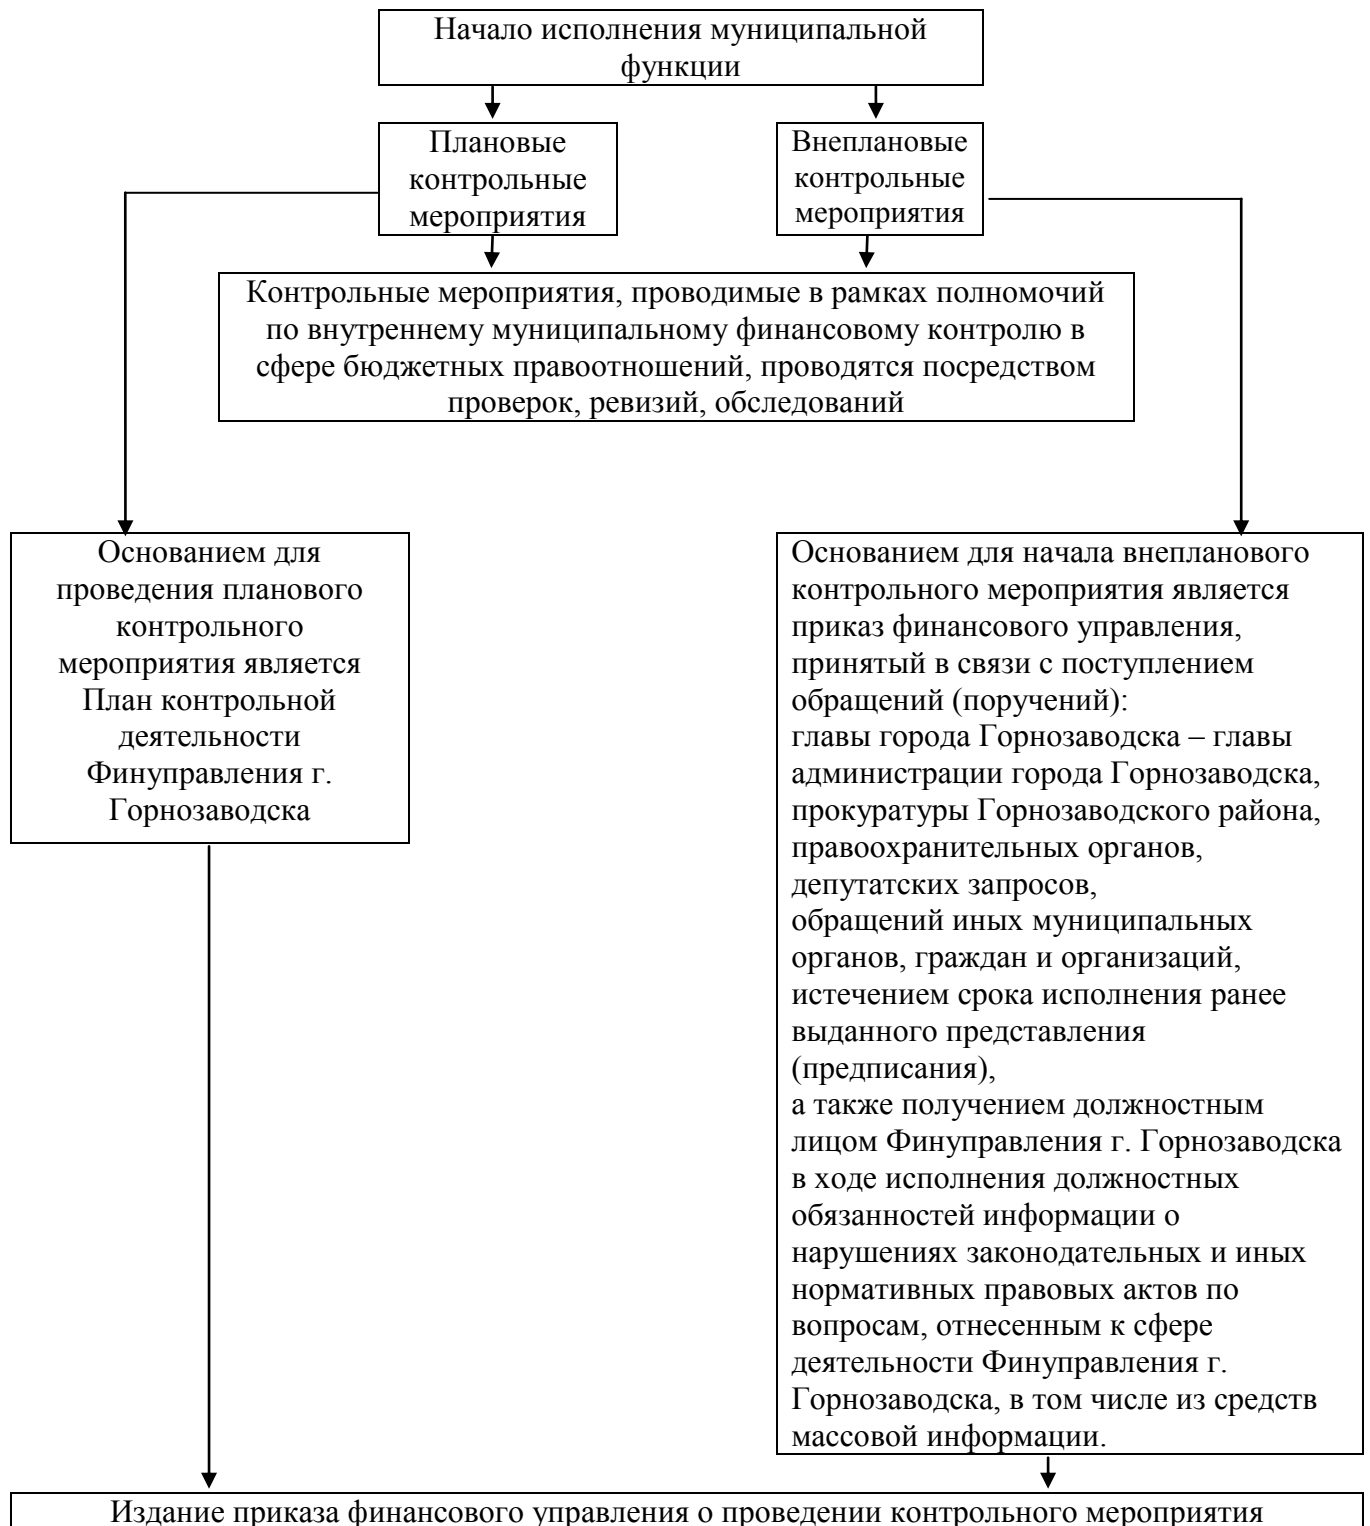 Начало исполнения муниципальной
функции
Плановые
контрольные
мероприятия
Внеплановые
контрольные
мероприятия
Контрольные мероприятия, проводимые в рамках полномочий
по внутреннему муниципальному финансовому контролю в
сфере бюджетных правоотношений, проводятся посредством
проверок, ревизий, обследований
Основанием для
проведения планового
контрольного
мероприятия является
План контрольной
деятельности
Финуправления г.
Горнозаводска
Основанием для начала внепланового
контрольного мероприятия является
приказ финансового управления,
принятый в связи с поступлением
обращений (поручений):
главы города Горнозаводска – главы
администрации города Горнозаводска,
прокуратуры Горнозаводского района,
правоохранительных органов,
депутатских запросов,
обращений иных муниципальных
органов, граждан и организаций,
истечением срока исполнения ранее
выданного представления
(предписания),
а также получением должностным
лицом Финуправления г. Горнозаводска
в ходе исполнения должностных
обязанностей информации о
нарушениях законодательных и иных
нормативных правовых актов по
вопросам, отнесенным к сфере
деятельности Финуправления г.
Горнозаводска, в том числе из средств
массовой информации.
Издание приказа финансового управления о проведении контрольного мероприятия